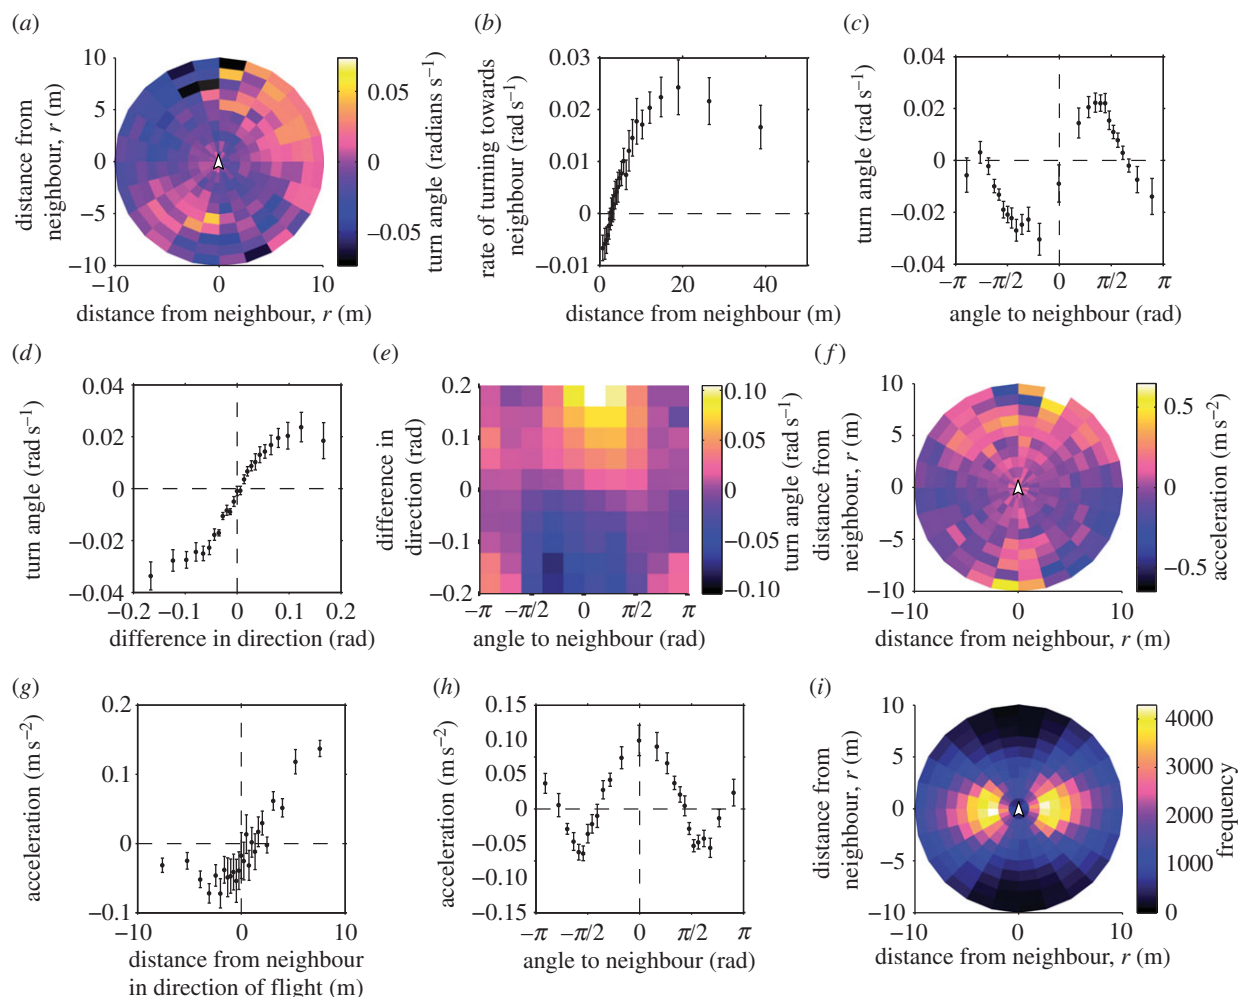 (a)
distance from
neighbour, r (m)
10
5
0
−5
−10
−10 0 10
distance from neighbour, r (m)
0.05
0
−0.05
turn angle (radians s−1)
(b)
rate of turning towards
neighbour (rad s−1)
0.03
0.02
0.01
0
−0.01
0 20 40
distance from neighbour (m)
(c)
turn angle (rad s−1)
0.04
0.02
0
−0.02
−0.04
−π −π/2 0 π/2 π
angle to neighbour (rad)
(d)
turn angle (rad s−1)
0.04
0.02
0
−0.02
−0.04
−0.2 −0.1 0 0.1 0.2
difference in direction (rad)
(e)
difference in
direction (rad)
0.2
0.1
0
−0.1
−0.2
−π −π/2 0 π/2 π
angle to neighbour (rad)
0.10
0.05
0
−0.05
−0.10
turn angle (rad s−1)
(f)
distance from
neighbour, r (m)
10
5
0
−5
−10
−10 0 10
distance from neighbour, r (m)
0.5
0
−0.5
acceleration (m s−2)
(g)
acceleration (m s−2)
0.2
0.1
0
−0.1
−10 0 10
distance from neighbour
in direction of flight (m)
(h)
acceleration (m s−2)
0.15
0.10
0.05
0
−0.05
−0.10
0.15
−π −π/2 0 π/2 π
angle to neighbour (rad)
(i)
distance from
neighbour, r (m)
10
5
0
−5
−10
−10 0 10
distance from neighbour, r (m)
4000
3000
2000
1000
0
frequency